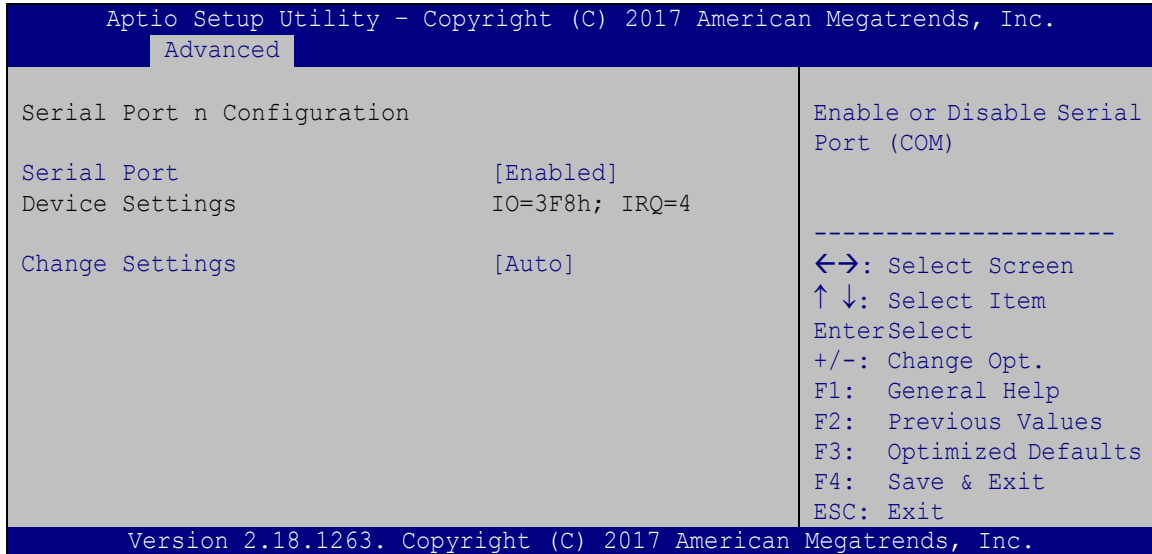 Aptio Setup Utility – Copyright (C) 2017 American Megatrends, Inc.
Advanced
Serial Port n Configuration
Serial Port [Enabled]
Device Settings IO=3F8h; IRQ=4
Change Settings [Auto]
Enable or Disable Serial
Port (COM)
---------------------
←→: Select Screen
↑ ↓: Select Item
EnterSelect
+/-: Change Opt.
F1: General Help
F2: Previous Values
F3: Optimized Defaults
F4: Save & Exit
ESC: Exit
Version 2.18.1263. Copyright (C) 2017 American Megatrends, Inc.